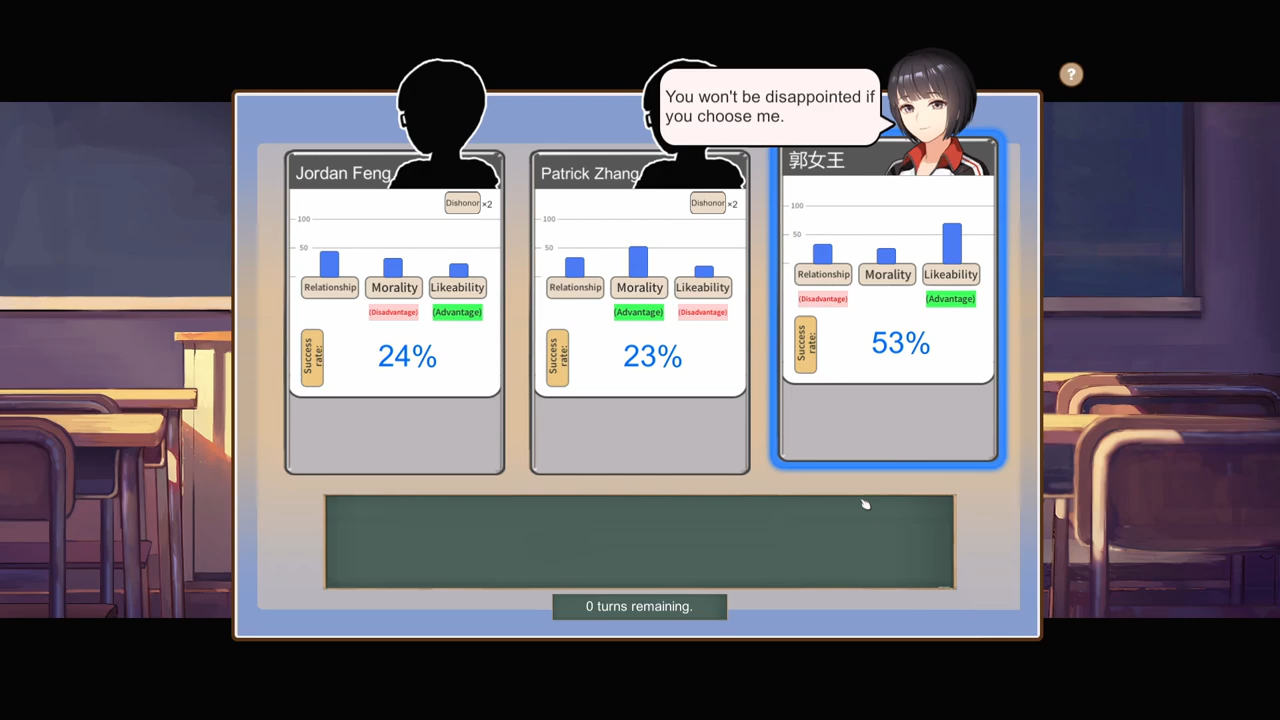 ?
You won't be disappointed if
you choose me.
Jordan Feng
Dishonor ×2
100
50
Relationship Morality Likeability
(Disadvantage) (Advantage)
Success rate:
24%
Patrick Zhang
Dishonor ×2
100
50
Relationship Morality Likeability
(Advantage) (Disadvantage)
Success rate:
23%
郭女王
100
50
Relationship Morality Likeability
(Disadvantage) (Advantage)
Success rate:
53%
0 turns remaining.